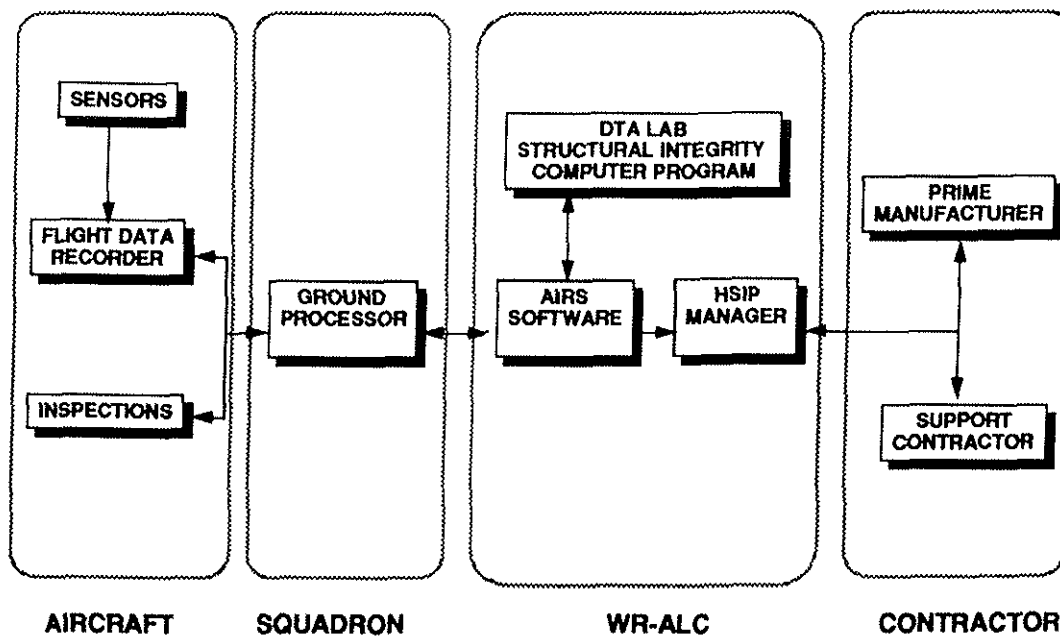 SENSORS
FLIGHT DATA
RECORDER
INSPECTIONS
GROUND
PROCESSOR
DTA LAB
STRUCTURAL INTEGRITY
COMPUTER PROGRAM
AIRS
SOFTWARE
HSIP
MANAGER
PRIME
MANUFACTURER
SUPPORT
CONTRACTOR
AIRCRAFT
SQUADRON
WR-ALC
CONTRACTOR